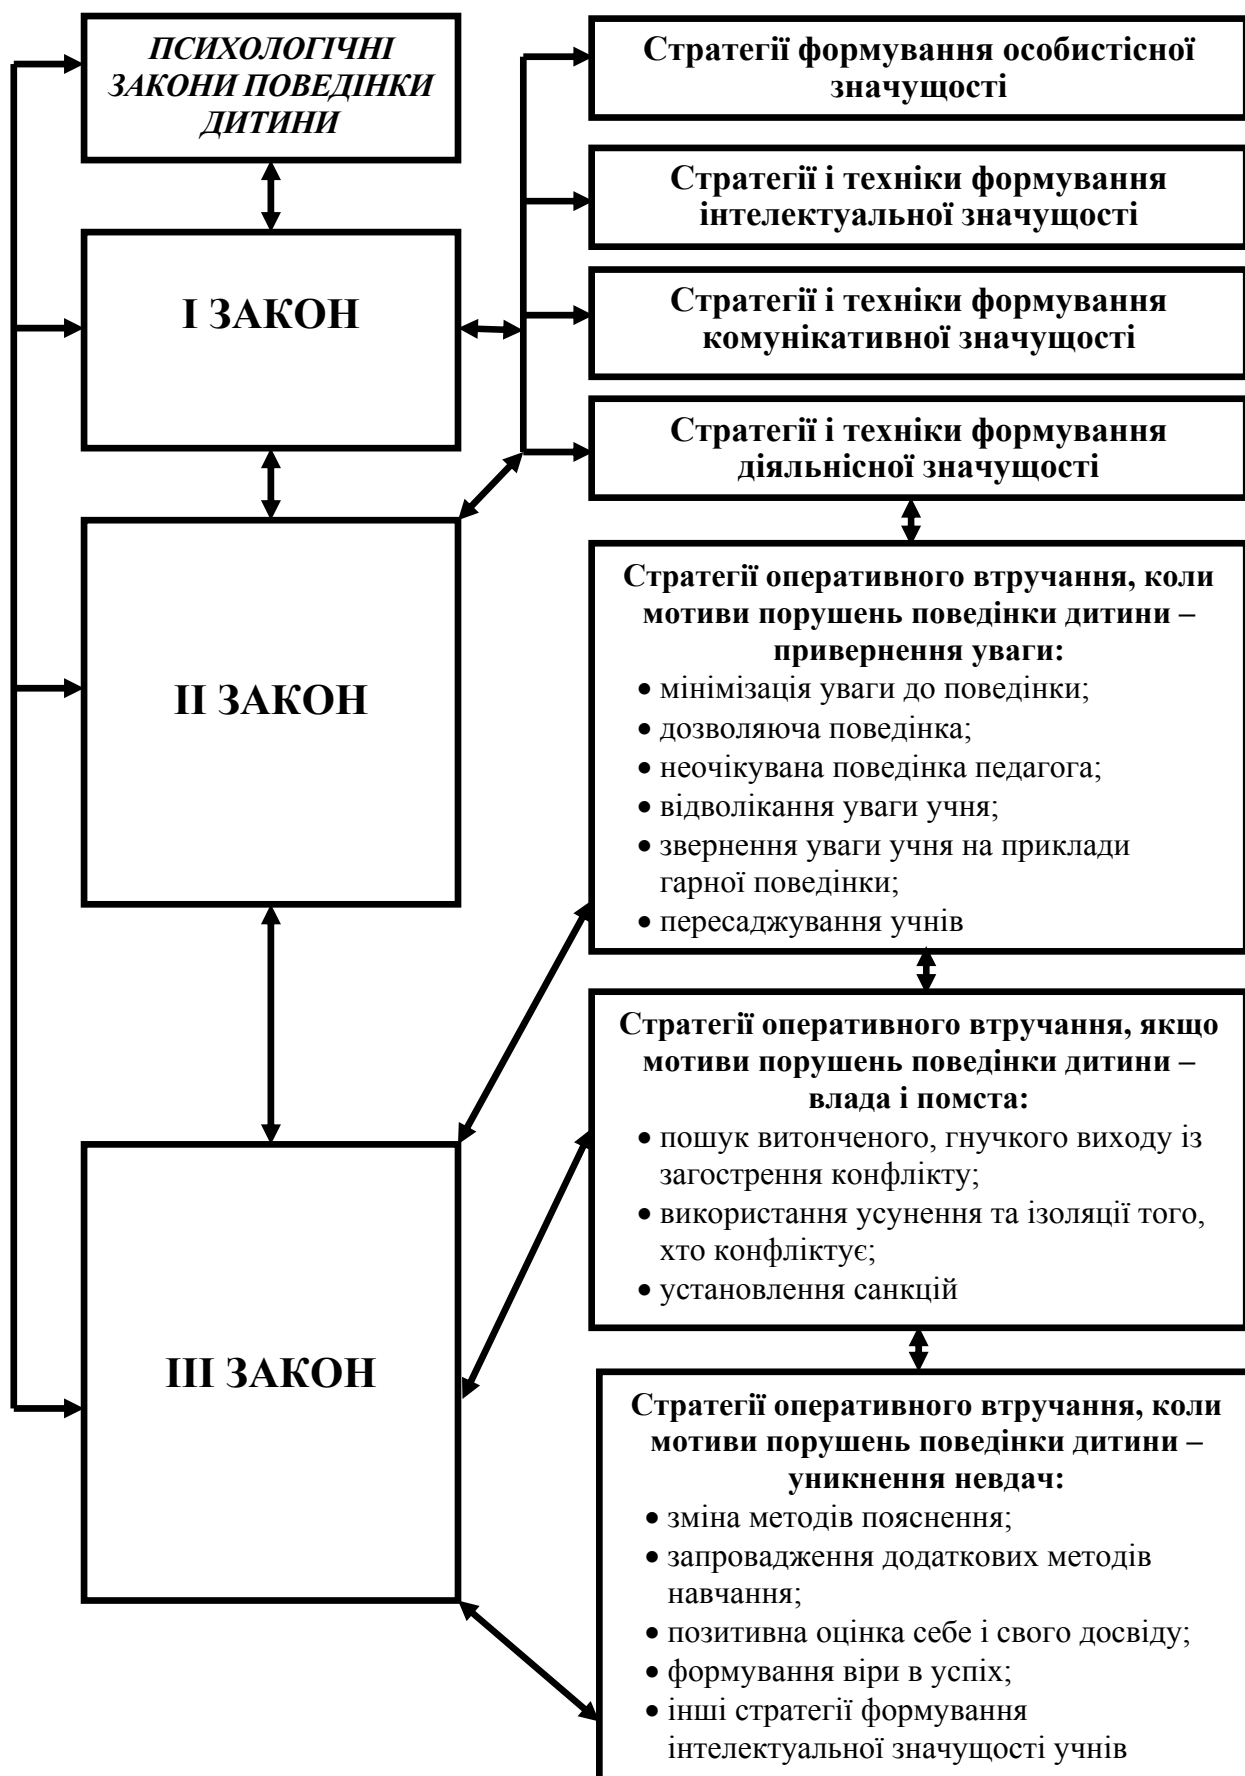 ПСИХОЛОГІЧНІ
ЗАКОНИ ПОВЕДІНКИ
ДИТИНИ
І ЗАКОН
ІІ ЗАКОН
ІІІ ЗАКОН
Стратегії формування особистісної
значущості
Стратегії і техніки формування
інтелектуальної значущості
Стратегії і техніки формування
комунікативної значущості
Стратегії і техніки формування
діяльнісної значущості
Стратегії оперативного втручання, коли
мотиви порушень поведінки дитини –
привернення уваги:
• мінімізація уваги до поведінки;
• дозволяюча поведінка;
• неочікувана поведінка педагога;
• відволікання уваги учня;
• звернення уваги учня на приклади
гарної поведінки;
• пересаджування учнів
Стратегії оперативного втручання, якщо
мотиви порушень поведінки дитини –
влада і помста:
• пошук витонченого, гнучкого виходу із
загострення конфлікту;
• використання усунення та ізоляції того,
хто конфліктує;
• установлення санкцій
Стратегії оперативного втручання, коли
мотиви порушень поведінки дитини –
уникнення невдач:
• зміна методів пояснення;
• запровадження додаткових методів
навчання;
• позитивна оцінка себе і свого досвіду;
• формування віри в успіх;
• інші стратегії формування
інтелектуальної значущості учнів